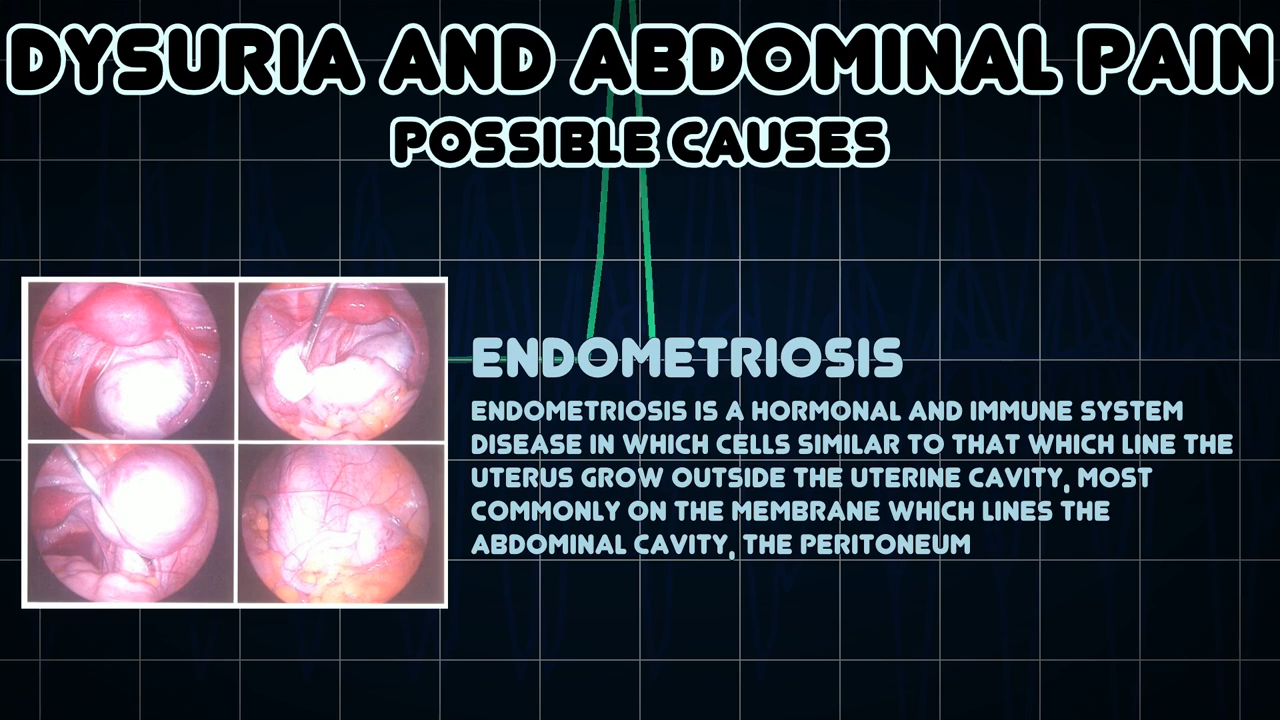 DYSURIA AND ABDOMINAL PAIN
POSSIBLE CAUSES
ENDOMETRIOSIS
ENDOMETRIOSIS IS A HORMONAL AND IMMUNE SYSTEM
DISEASE IN WHICH CELLS SIMILAR TO THAT WHICH LINE THE
UTERUS GROW OUTSIDE THE UTERINE CAVITY, MOST
COMMONLY ON THE MEMBRANE WHICH LINES THE
ABDOMINAL CAVITY, THE PERITONEUM